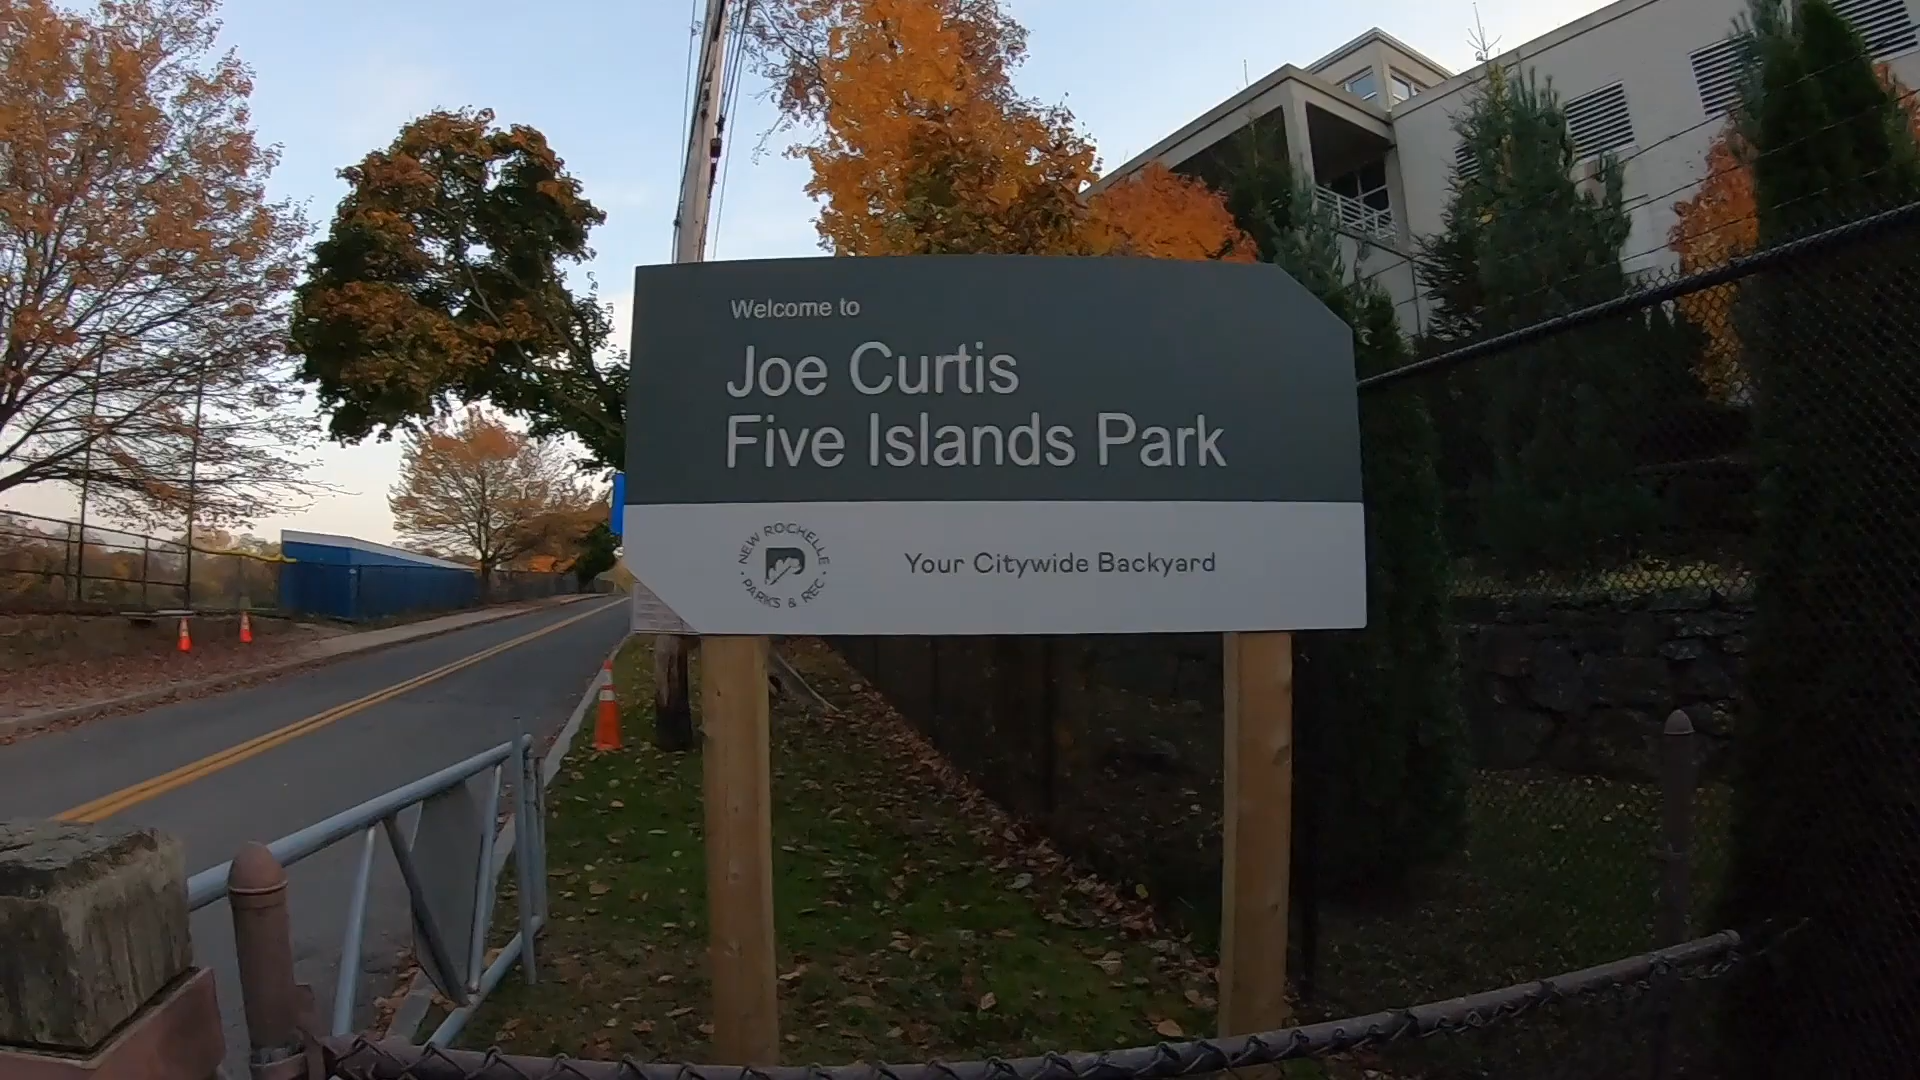 Welcome to
Joe Curtis
Five Islands Park
NEW ROCHELLE
PARKS & REC
Your Citywide Backyard